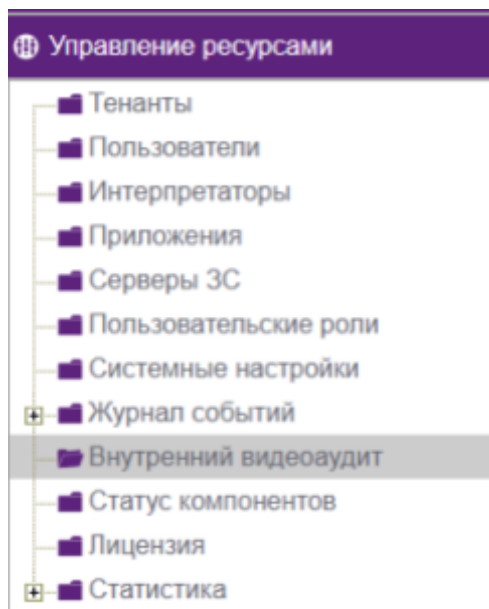 Управление ресурсами
Тенанты
Пользователи
Интерпретаторы
Приложения
Серверы ЗС
Пользовательские роли
Системные настройки
Журнал событий
Внутренний видеоаудит
Статус компонентов
Лицензия
Статистика